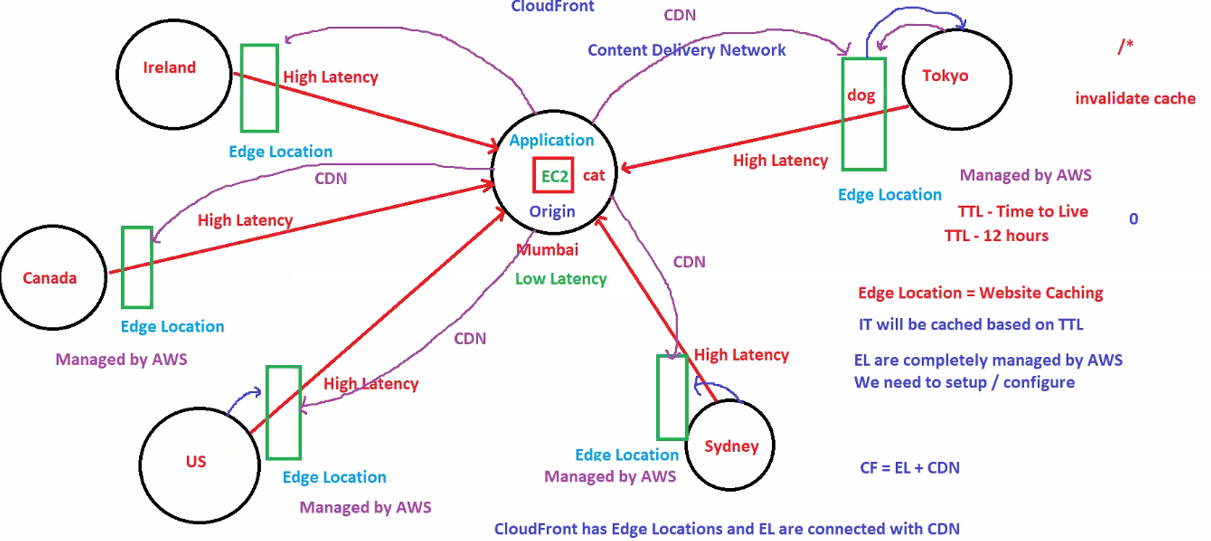 CloudFront
CDN
Content Delivery Network
/*
Ireland
High Latency
Tokyo
dog
invalidate cache
Edge Location
Application
EC2
cat
Origin
High Latency
Managed by AWS
Edge Location
CDN
TTL - Time to Live
0
TTL - 12 hours
High Latency
Mumbai
Low Latency
CDN
Canada
Edge Location
Managed by AWS
Edge Location = Website Caching
IT will be cached based on TTL
CDN
High Latency
High Latency
EL are completely managed by AWS
We need to setup / configure
US
Edge Location
Managed by AWS
Sydney
Edge Location
Managed by AWS
CF = EL + CDN
CloudFront has Edge Locations and EL are connected with CDN